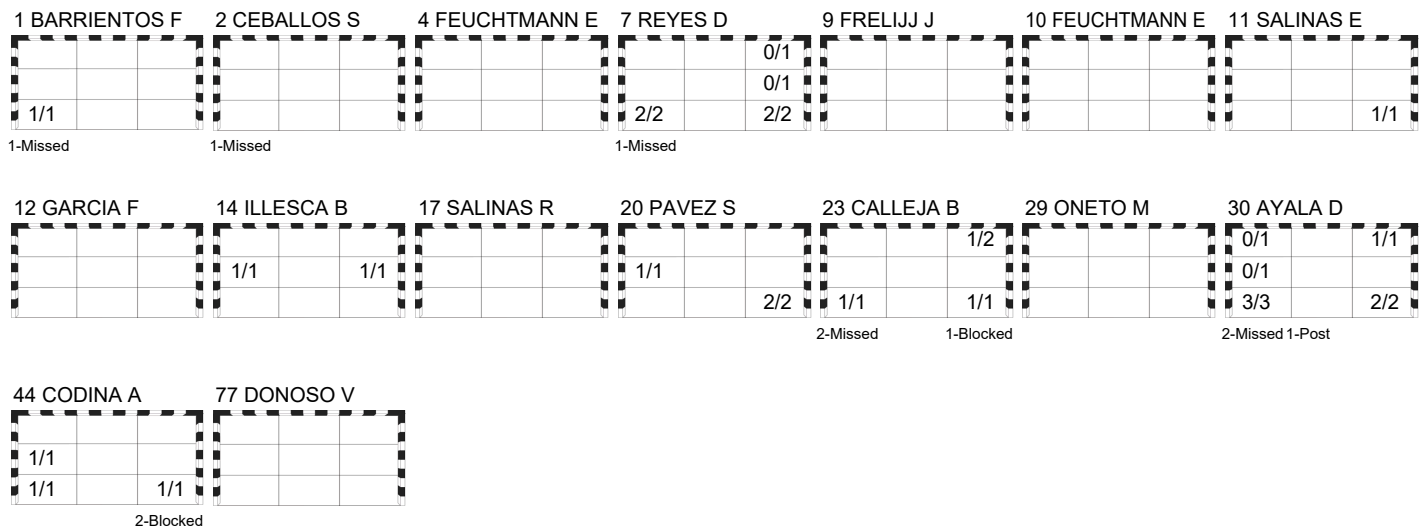 1 BARRIENTOS F 2 CEBALLOS S 4 FEUCHTMANN E 7 REYES D 9 FRELIJJ J 10 FEUCHTMANN E 11 SALINAS E
0/1
0/1
1/1 2/2 2/2 1/1
1-Missed 1-Missed 1-Missed
12 GARCIA F 14 ILLESCA B 17 SALINAS R 20 PAVEZ S 23 CALLEJA B 29 ONETO M 30 AYALA D
1/2 0/1 1/1
1/1 1/1 1/1 0/1
2/2 1/1 1/1 3/3 2/2
2-Missed 1-Blocked 2-Missed 1-Post
44 CODINA A 77 DONOSO V
1/1
1/1 1/1
2-Blocked